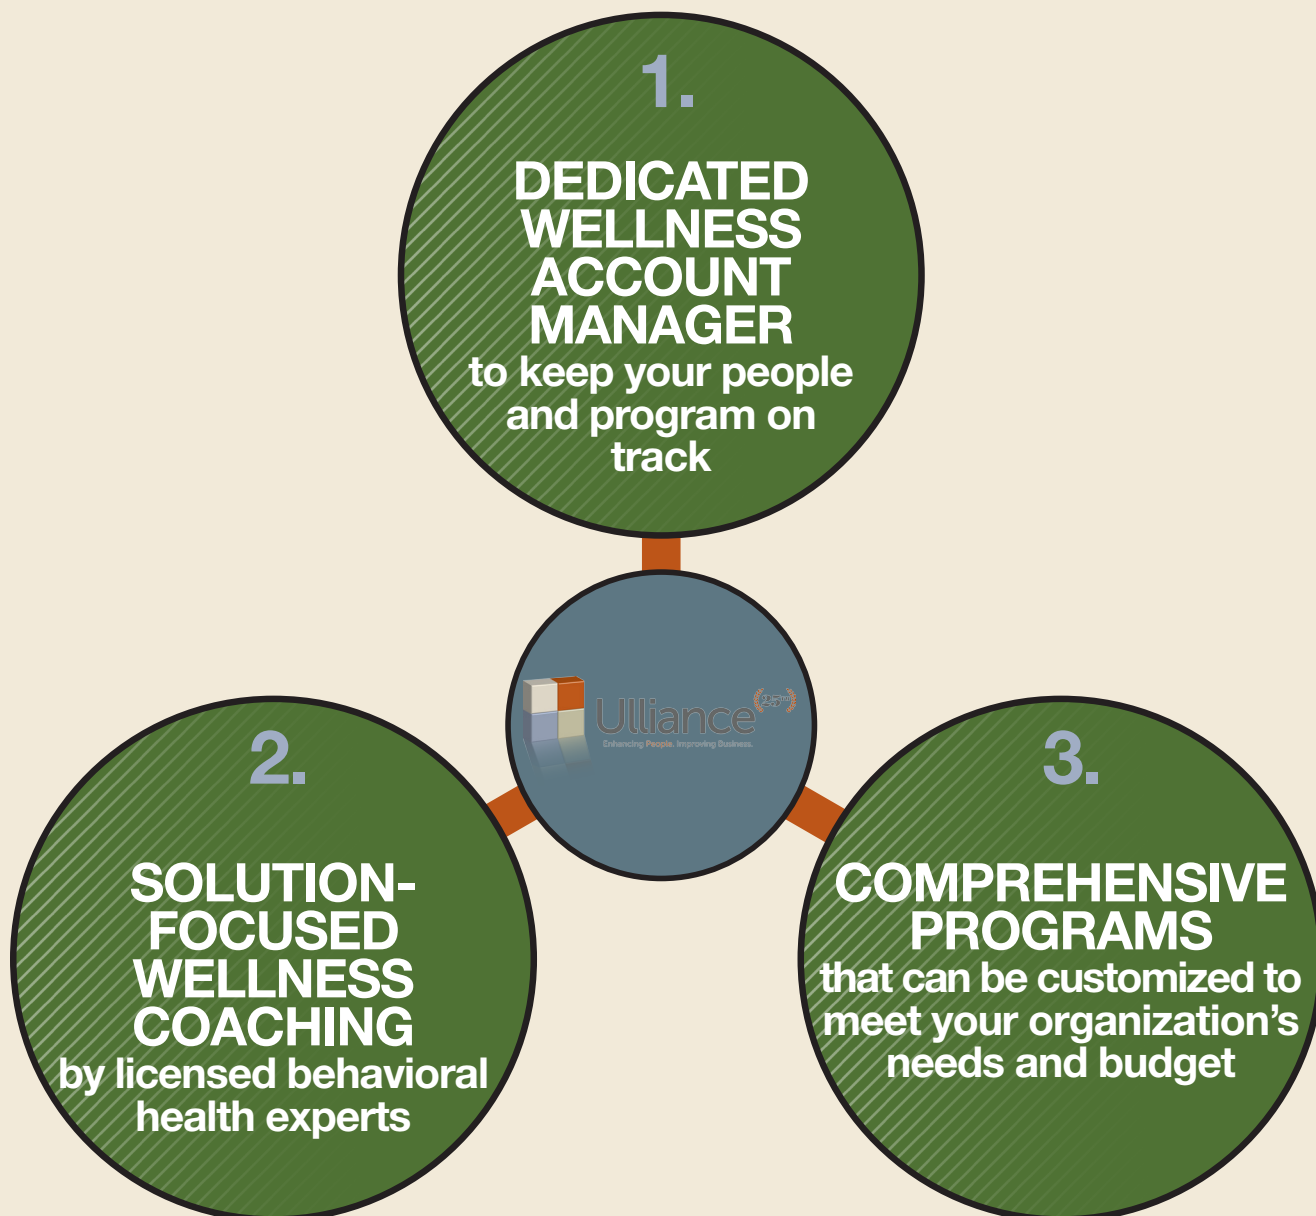 1.
DEDICATED
WELLNESS
ACCOUNT
MANAGER
to keep your people
and program on
track
Ulliance
Enhancing People. Improving Business.
2.
SOLUTION-
FOCUSED
WELLNESS
COACHING
by licensed behavioral
health experts
3.
COMPREHENSIVE
PROGRAMS
that can be customized to
meet your organization’s
needs and budget